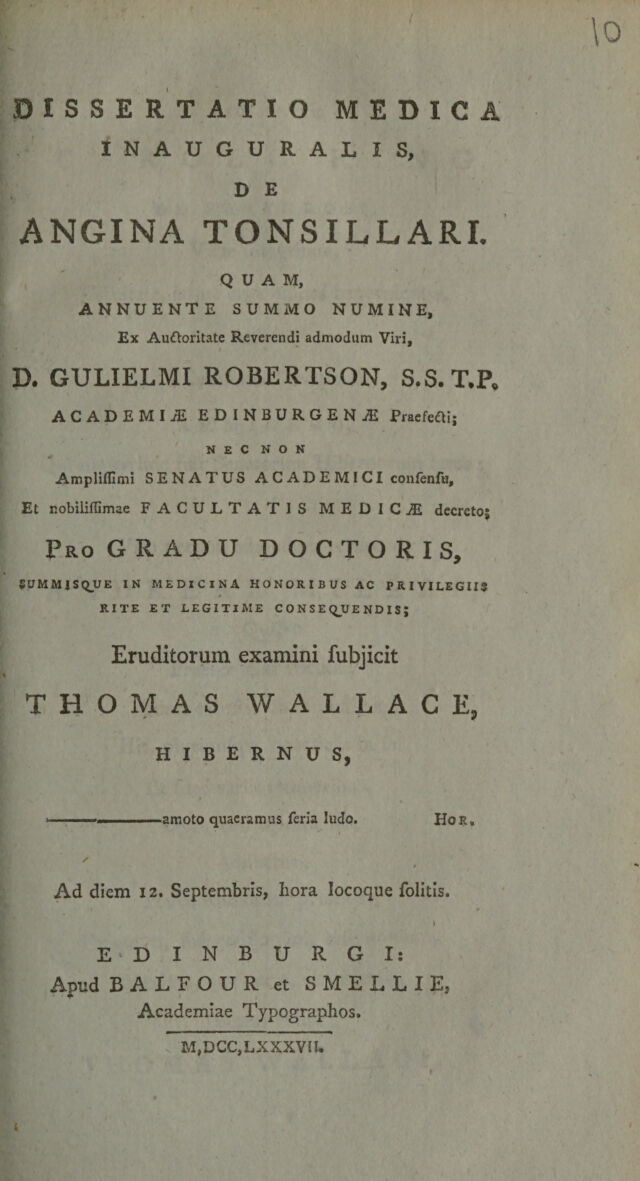 10
DISSERTATIO MEDICA
INAUGURALIS,
DE
ANGINA TONSILLARI.
QUAM,
ANNUENTE SUMMO NUMINE,
Ex Auctoritate Reverendi admodum Viri,
D. GULIELMI ROBERTSON, S.S.T.P.
ACADEMIÆ EDINBURGENÆ Praefecti;
NEC NON
Ampliſſimi SENATUS ACADEMICI conſenſu,
Et nobiliſſimae FACULTATIS MEDICÆ decreto;
PRO GRADU DOCTORIS,
SUMMISQUE IN MEDICINA HONORIBUS AC PRIVILEGIIS
RITE ET LEGITIME CONSEQUENDIS;
Eruditorum examini ſubjicit
THOMAS WALLACE,
HIBERNUS,
————amoto quaeramus ſeria ludo. HOR.
Ad diem 12. Septembris, hora locoque ſolitis.
EDINBURGI:
Apud BALFOUR et SMELLIE,
Academiae Typographos.
M,DCC,LXXXVII.